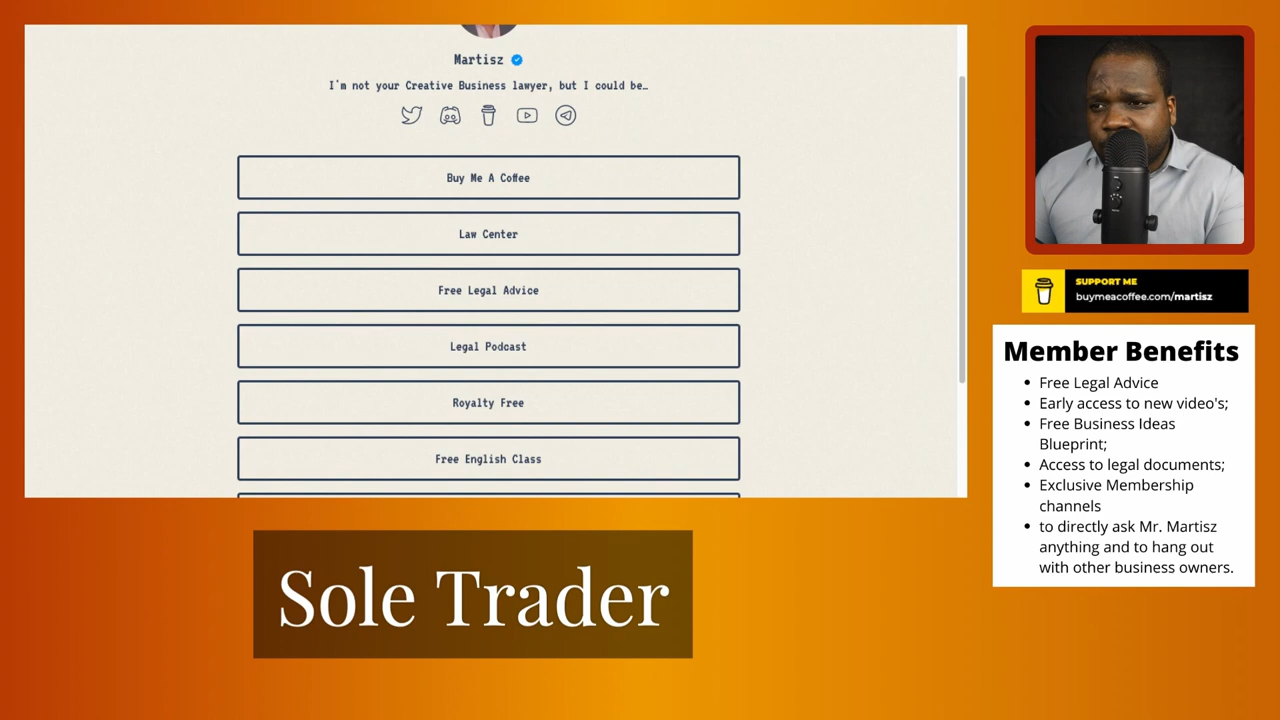 Martisz
I'm not your Creative Business lawyer, but I could be…
Buy Me A Coffee
Law Center
Free Legal Advice
Legal Podcast
Royalty Free
Free English Class
Sole Trader
SUPPORT ME
buymeacoffee.com/martisz
Member Benefits
Free Legal Advice
Early access to new video's;
Free Business Ideas
Blueprint;
Access to legal documents;
Exclusive Membership
channels
to directly ask Mr. Martisz
anything and to hang out
with other business owners.